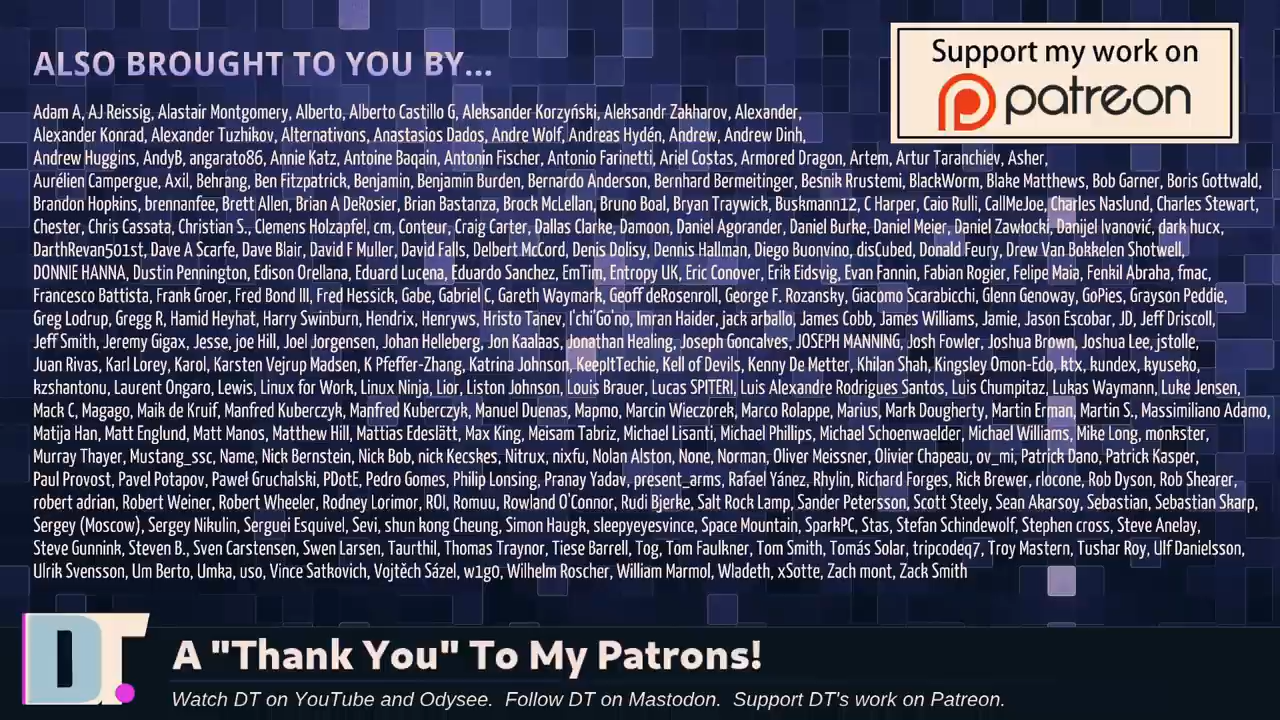 ALSO BROUGHT TO YOU BY...
Support my work on
patreon
Adam A, AJ Reissig, Alastair Montgomery, Alberto, Alberto Castillo G, Aleksander Korzyński, Aleksandr Zakharov, Alexander,
Alexander Konrad, Alexander Tuzhikov, Alternativons, Anastasios Dados, Andre Wolf, Andreas Hydén, Andrew, Andrew Dinh,
Andrew Huggins, AndyB, angarato86, Annie Katz, Antoine Baqain, Antonin Fischer, Antonio Farinetti, Ariel Costas, Armored Dragon, Artem, Artur Taranchiev, Asher,
Aurélien Campergue, Axil, Behrang, Ben Fitzpatrick, Benjamin, Benjamin Burden, Bernardo Anderson, Bernhard Bermeitinger, Besnik Rrustemi, BlackWorm, Blake Matthews, Bob Garner, Boris Gottwald,
Brandon Hopkins, brennanfee, Brett Allen, Brian A DeRosier, Brian Bastanza, Brock McLellan, Bruno Boal, Bryan Traywick, Buskmann12, C Harper, Caio Rulli, CallMeJoe, Charles Naslund, Charles Stewart,
Chester, Chris Cassata, Christian S., Clemens Holzapfel, cm, Conteur, Craig Carter, Dallas Clarke, Damoon, Daniel Agorander, Daniel Burke, Daniel Meier, Daniel Zawłocki, Danijel Ivanović, dark hucx,
DarthRevan501st, Dave A Scarfe, Dave Blair, David F Muller, David Falls, Delbert McCord, Denis Dolisy, Dennis Hallman, Diego Buonvino, disCubed, Donald Feury, Drew Van Bokkelen Shotwell,
DONNIE HANNA, Dustin Pennington, Edison Orellana, Eduard Lucena, Eduardo Sanchez, EmTim, Entropy UK, Eric Conover, Erik Eidsvig, Evan Fannin, Fabian Rogier, Felipe Maia, Fenkil Abraha, fmac,
Francesco Battista, Frank Groer, Fred Bond III, Fred Hessick, Gabe, Gabriel C, Gareth Waymark, Geoff deRosenroll, George F. Rozansky, Giacomo Scarabicchi, Glenn Genoway, GoPies, Grayson Peddie,
Greg Lodrup, Gregg R, Hamid Heyhat, Harry Swinburn, Hendrix, Henryws, Hristo Tanev, I'chi'Go'no, Imran Haider, jack arballo, James Cobb, James Williams, Jamie, Jason Escobar, JD, Jeff Driscoll,
Jeff Smith, Jeremy Gigax, Jesse, joe Hill, Joel Jorgensen, Johan Helleberg, Jon Kaalaas, Jonathan Healing, Joseph Goncalves, JOSEPH MANNING, Josh Fowler, Joshua Brown, Joshua Lee, jstolle,
Juan Rivas, Karl Lorey, Karol, Karsten Vejrup Madsen, K Pfeffer-Zhang, Katrina Johnson, KeepItTechie, Kell of Devils, Kenny De Metter, Khilan Shah, Kingsley Omon-Edo, ktx, kundex, kyuseko,
kzshantonu, Laurent Ongaro, Lewis, Linux for Work, Linux Ninja, Lior, Liston Johnson, Louis Brauer, Lucas SPITERI, Luis Alexandre Rodrigues Santos, Luis Chumpitaz, Lukas Waymann, Luke Jensen,
Mack C, Magago, Maik de Kruif, Manfred Kuberczyk, Manfred Kuberczyk, Manuel Duenas, Mapmo, Marcin Wieczorek, Marco Rolappe, Marius, Mark Dougherty, Martin Erman, Martin S., Massimiliano Adamo,
Matija Han, Matt Englund, Matt Manos, Matthew Hill, Mattias Edeslätt, Max King, Meisam Tabriz, Michael Lisanti, Michael Phillips, Michael Schoenwaelder, Michael Williams, Mike Long, monkster,
Murray Thayer, Mustang_ssc, Name, Nick Bernstein, Nick Bob, nick Kecskes, Nitrux, nixfu, Nolan Alston, None, Norman, Oliver Meissner, Olivier Chapeau, ov_mi, Patrick Dano, Patrick Kasper,
Paul Provost, Pavel Potapov, Paweł Gruchalski, PDotE, Pedro Gomes, Philip Lonsing, Pranay Yadav, present_arms, Rafael Yánez, Rhylin, Richard Forges, Rick Brewer, rlocone, Rob Dyson, Rob Shearer,
robert adrian, Robert Weiner, Robert Wheeler, Rodney Lorimor, ROI, Romuu, Rowland O'Connor, Rudi Bjerke, Salt Rock Lamp, Sander Petersson, Scott Steely, Sean Akarsoy, Sebastian, Sebastian Skarp,
Sergey (Moscow), Sergey Nikulin, Serguei Esquivel, Sevi, shun kong Cheung, Simon Haugk, sleepyeyesvince, Space Mountain, SparkPC, Stas, Stefan Schindewolf, Stephen cross, Steve Anelay,
Steve Gunnink, Steven B., Sven Carstensen, Swen Larsen, Taurthil, Thomas Traynor, Tiese Barrell, Tog, Tom Faulkner, Tom Smith, Tomás Solar, tripcodeq7, Troy Mastern, Tushar Roy, Ulf Danielsson,
Ulrik Svensson, Um Berto, Umka, uso, Vince Satkovich, Vojtěch Sázel, w1g0, Wilhelm Roscher, William Marmol, Wladeth, xSotte, Zach mont, Zack Smith
DT
A "Thank You" To My Patrons!
Watch DT on YouTube and Odysee. Follow DT on Mastodon. Support DT's work on Patreon.